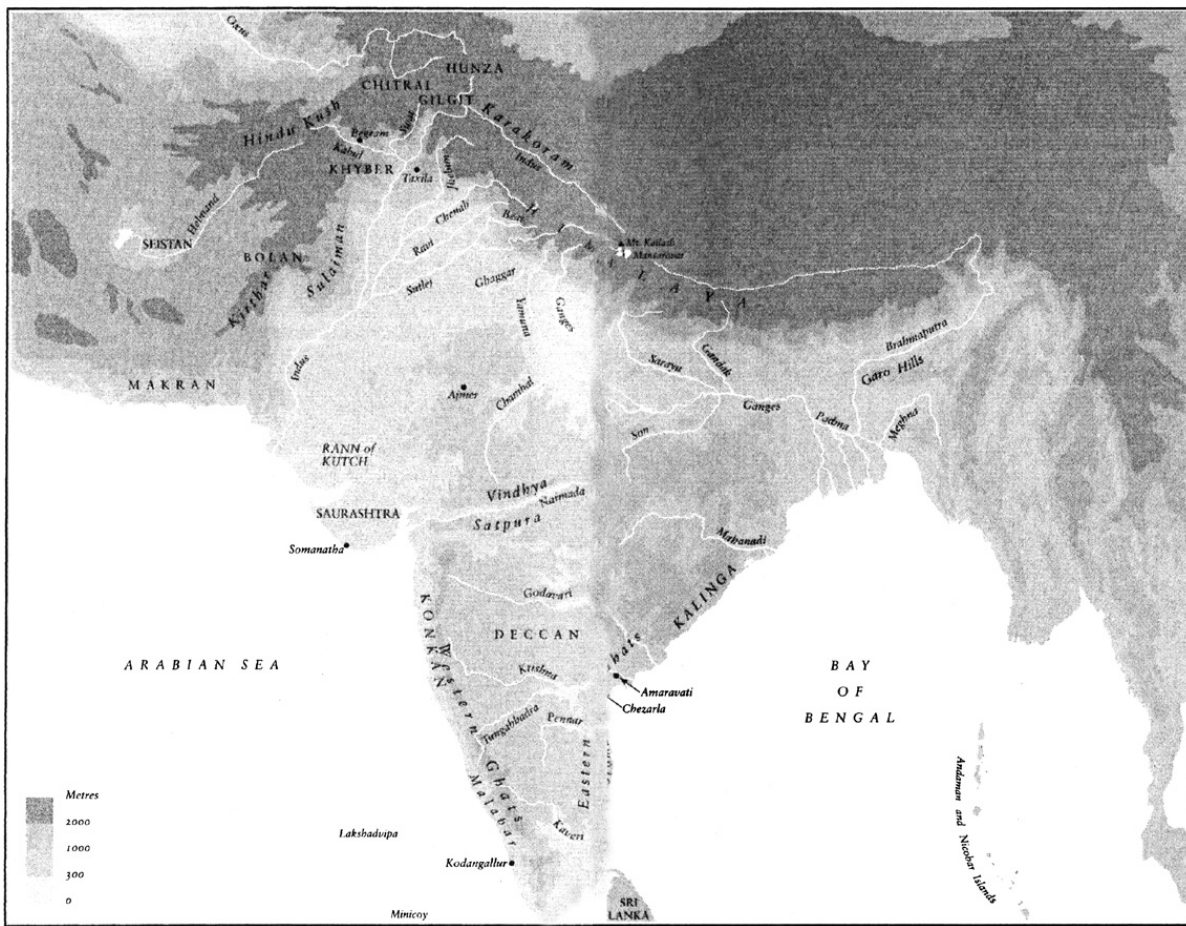 Oxus
HUNZA
CHITRAL
GILGIT
Hindu Kush
Begram
Swat
Karakoram
Kabul
Indus
KHYBER
Taxila
Jhelum
Helmand
Chenab
Beas
HIMALAYA
SEISTAN
Ravi
Mt. Kailash
Mansarovar
BOLAN
Sulaiman
Ghaggar
Sutlej
Kirthar
Yamuna
Ganges
Indus
Sarayu
Gandak
Brahmaputra
Garo Hills
MAKRAN
Ajmer
Chambal
Ganges
Padma
Meghna
Son
RANN of
KUTCH
Vindhya
Narmada
SAURASHTRA
Satpura
Somanatha
Mahanadi
Godavari
KALINGA
KONKAN
DECCAN
Ghats
ARABIAN SEA
Western Ghats
Krishna
BAY
OF
BENGAL
Amaravati
Chezarla
Tungabhadra
Pennar
Eastern
Malabar
Metres
2000
1000
300
0
Lakshadvipa
Kaveri
Kodangallur
Andaman and Nicobar Islands
SRI
LANKA
Minicoy